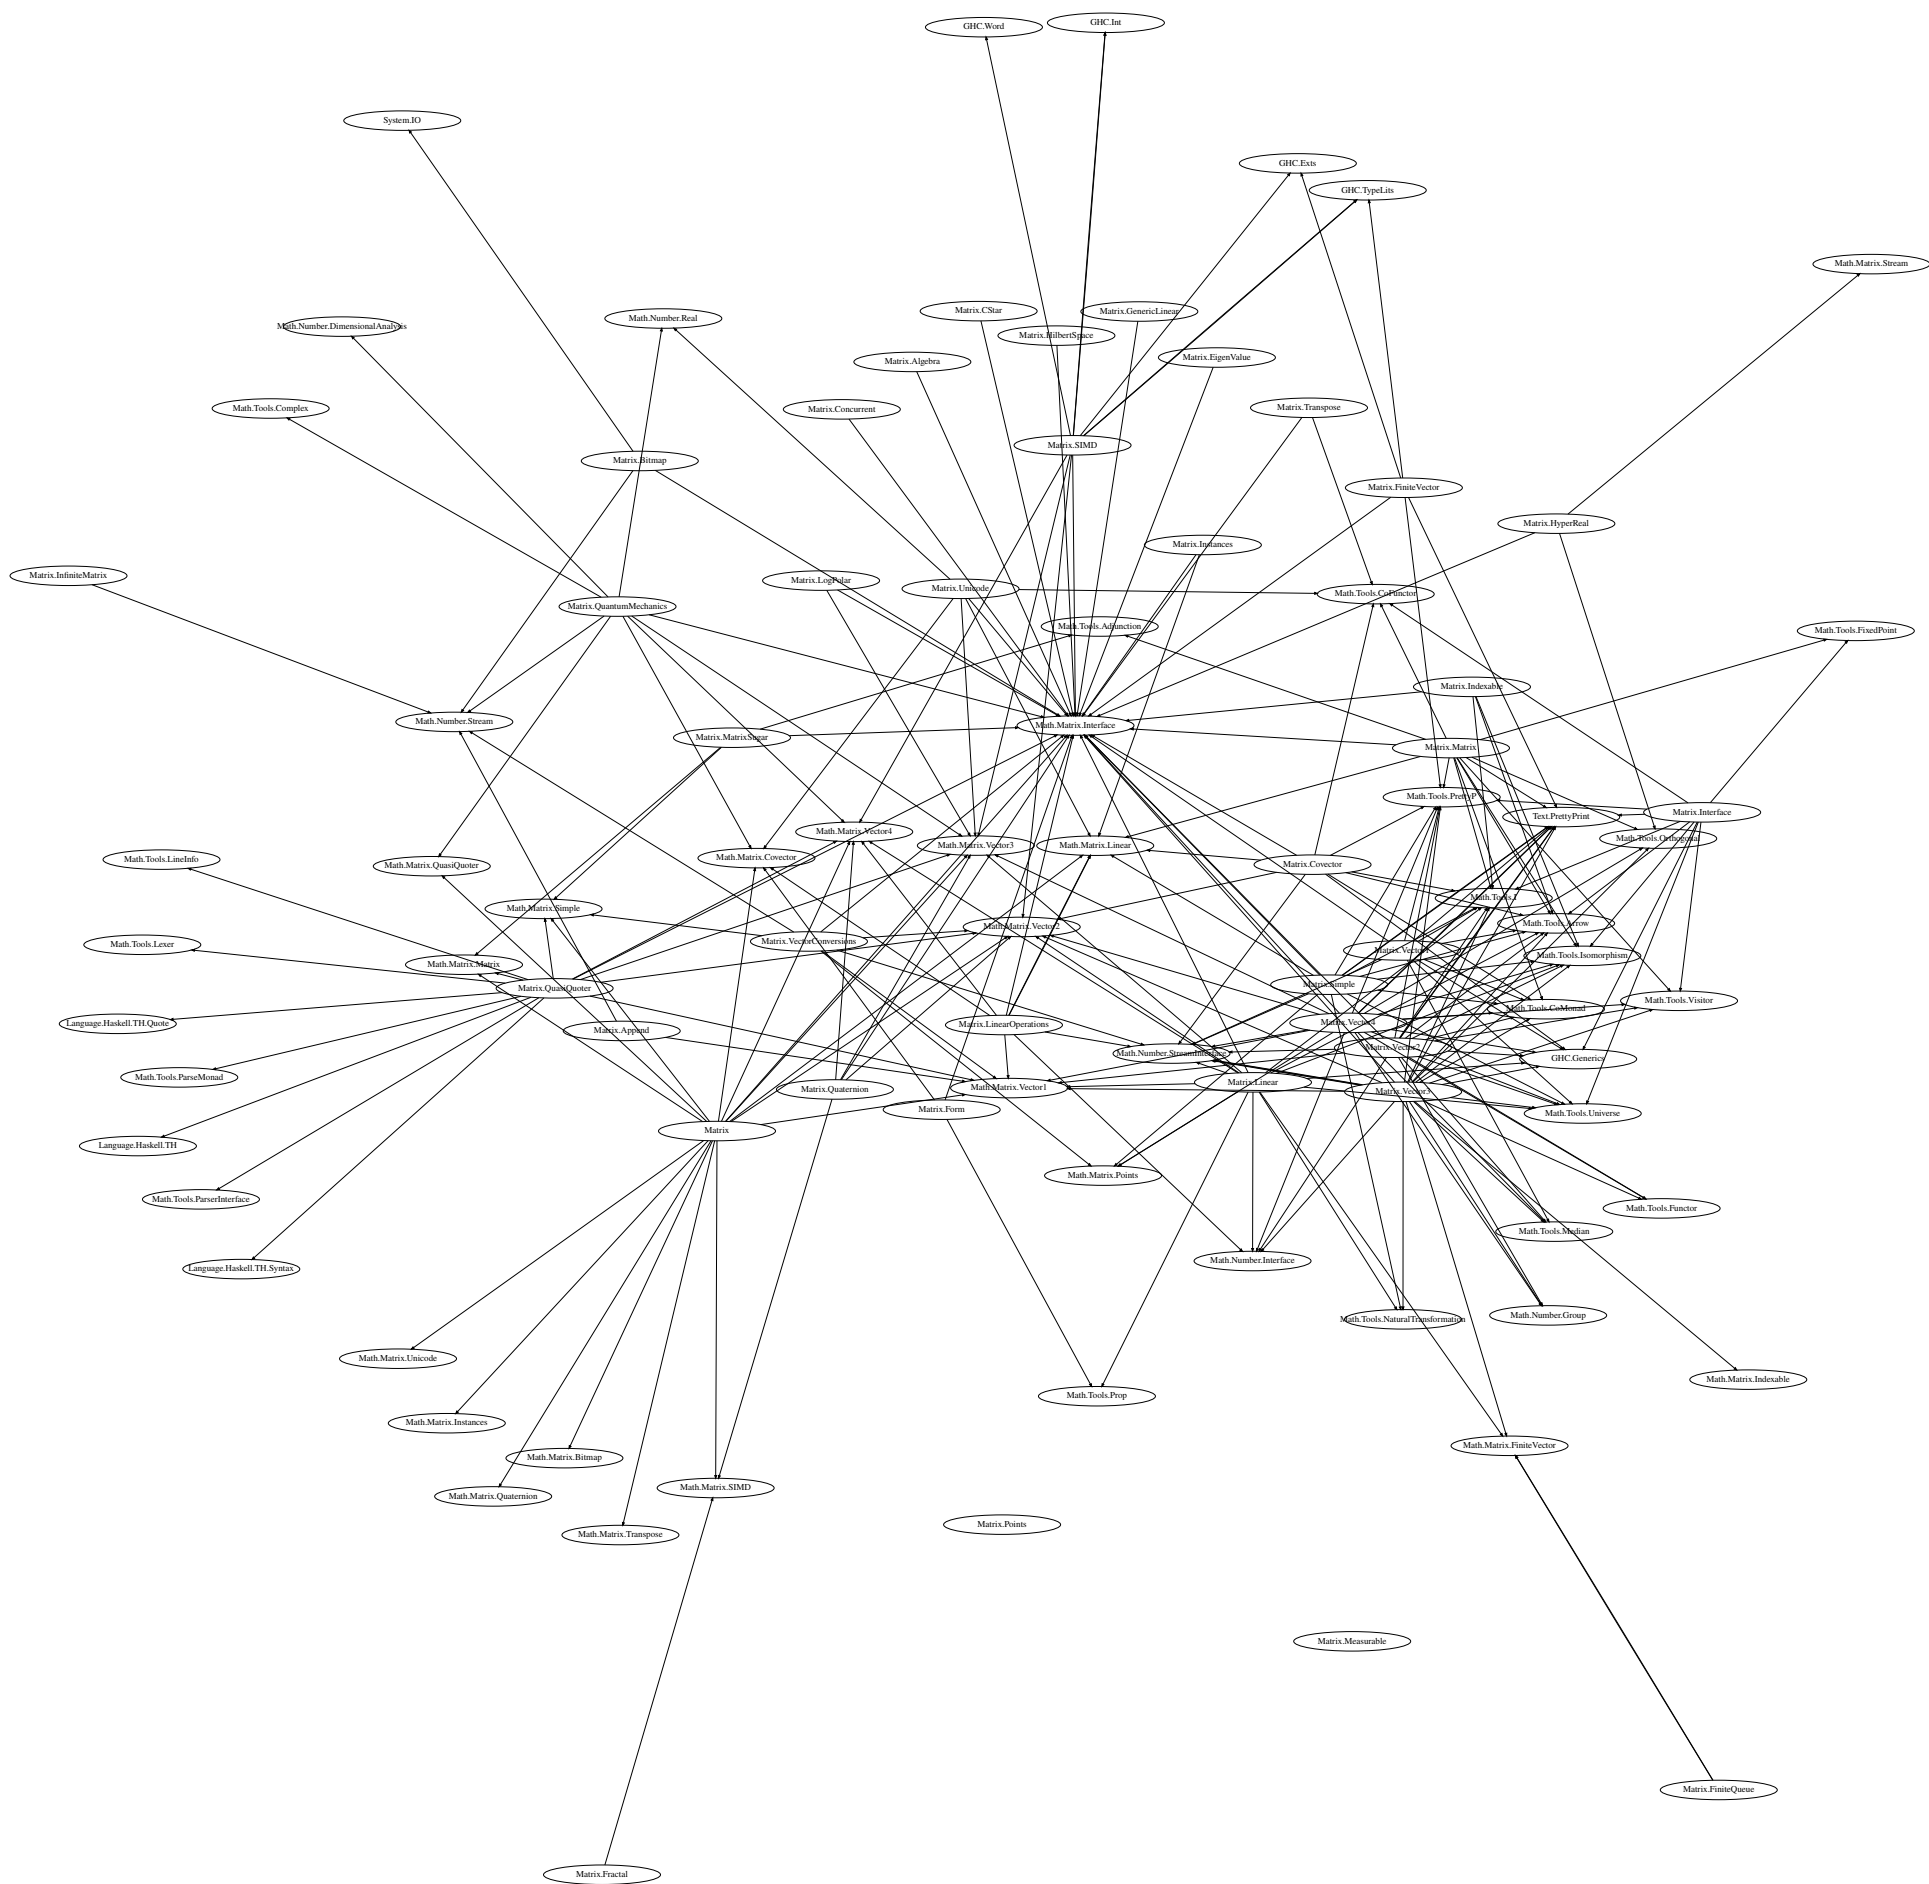 GHC.Int
GHC.Word
System.IO
GHC.Exts
GHC.TypeLits
Math.Matrix.Stream
Matrix.CStar
Matrix.GenericLinear
Math.Number.Real
Math.Number.DimensionalAnalysis
Matrix.HilbertSpace
Matrix.EigenValue
Matrix.Algebra
Matrix.Transpose
Math.Tools.Complex
Matrix.Concurrent
Matrix.SIMD
Matrix.Bitmap
Matrix.FiniteVector
Matrix.HyperReal
Matrix.Instances
Matrix.InfiniteMatrix
Matrix.LogPolar
Matrix.Unicode
Math.Tools.CoFunctor
Matrix.QuantumMechanics
Math.Tools.Adjunction
Math.Tools.FixedPoint
Matrix.Indexable
Math.Number.Stream
Math.Matrix.Interface
Matrix.MatrixSugar
Matrix.Matrix
Math.Tools.PrettyP
Matrix.Interface
Text.PrettyPrint
Math.Matrix.Vector4
Math.Tools.Orthogonal
Math.Matrix.Vector3
Math.Matrix.Linear
Math.Matrix.Covector
Math.Tools.LineInfo
Math.Matrix.QuasiQuoter
Matrix.Covector
Math.Tools.I
Math.Matrix.Simple
Math.Tools.Arrow
Math.Matrix.Vector2
Matrix.VectorConversions
Math.Tools.Lexer
Math.Tools.Isomorphism
Math.Matrix.Matrix
Matrix.Simple
Matrix.QuasiQuoter
Math.Tools.Visitor
Math.Tools.CoMonad
Language.Haskell.TH.Quote
Matrix.Vector4
Matrix.LinearOperations
Matrix.Append
Matrix.Vector2
Math.Number.StreamInterface
GHC.Generics
Math.Tools.ParseMonad
Matrix.Linear
Math.Matrix.Vector1
Matrix.Quaternion
Matrix.Vector3
Matrix.Form
Math.Tools.Universe
Matrix
Language.Haskell.TH
Math.Matrix.Points
Math.Tools.ParserInterface
Math.Tools.Functor
Math.Tools.Median
Math.Number.Interface
Language.Haskell.TH.Syntax
Math.Number.Group
Math.Tools.NaturalTransformation
Math.Matrix.Unicode
Math.Matrix.Indexable
Math.Tools.Prop
Math.Matrix.Instances
Math.Matrix.FiniteVector
Math.Matrix.Bitmap
Math.Matrix.SIMD
Math.Matrix.Quaternion
Matrix.Points
Math.Matrix.Transpose
Matrix.Measurable
Matrix.FiniteQueue
Matrix.Fractal